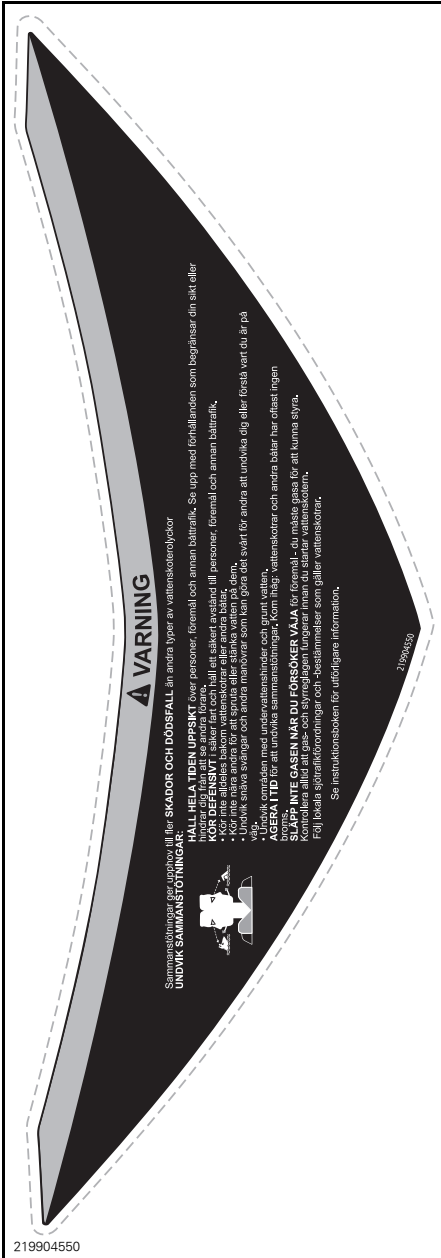 VARNING
Sammanstötningar ger upphov till fler SKADOR OCH DÖDSFALL än andra typer av vattenskoterolyckor
UNDVIK SAMMANSTÖTNINGAR:
HÅLL HELA TIDEN UPPSIKT över personer, föremål och annan båttrafik. Se upp med förhållanden som begränsar din sikt eller
hindrar dig från att se andra förare.
KÖR DEFENSIVT i säker fart och håll ett säkert avstånd till personer, föremål och annan båttrafik.
• Kör inte alldeles bakom vattenskotrar eller andra båtar.
• Kör inte nära andra för att spruta eller stänka vatten på dem.
• Undvik snäva svängar och andra manövrar som kan göra det svårt för andra att undvika dig eller förstå vart du är på
väg.
• Undvik områden med undervattenshinder och grunt vatten.
AGERA I TID för att undvika sammanstötningar. Kom ihåg: vattenskotrar och andra båtar har oftast ingen
broms.
SLÄPP INTE GASEN NÄR DU FÖRSÖKER VÄJA för föremål - du måste gasa för att kunna styra.
Kontrollera alltid att gas- och styrreglagen fungerar innan du startar vattenskotern.
Följ lokala sjötrafikförordningar och -bestämmelser som gäller vattenskotrar.
Se instruktionsboken för utförligare information.
219904550
219904550